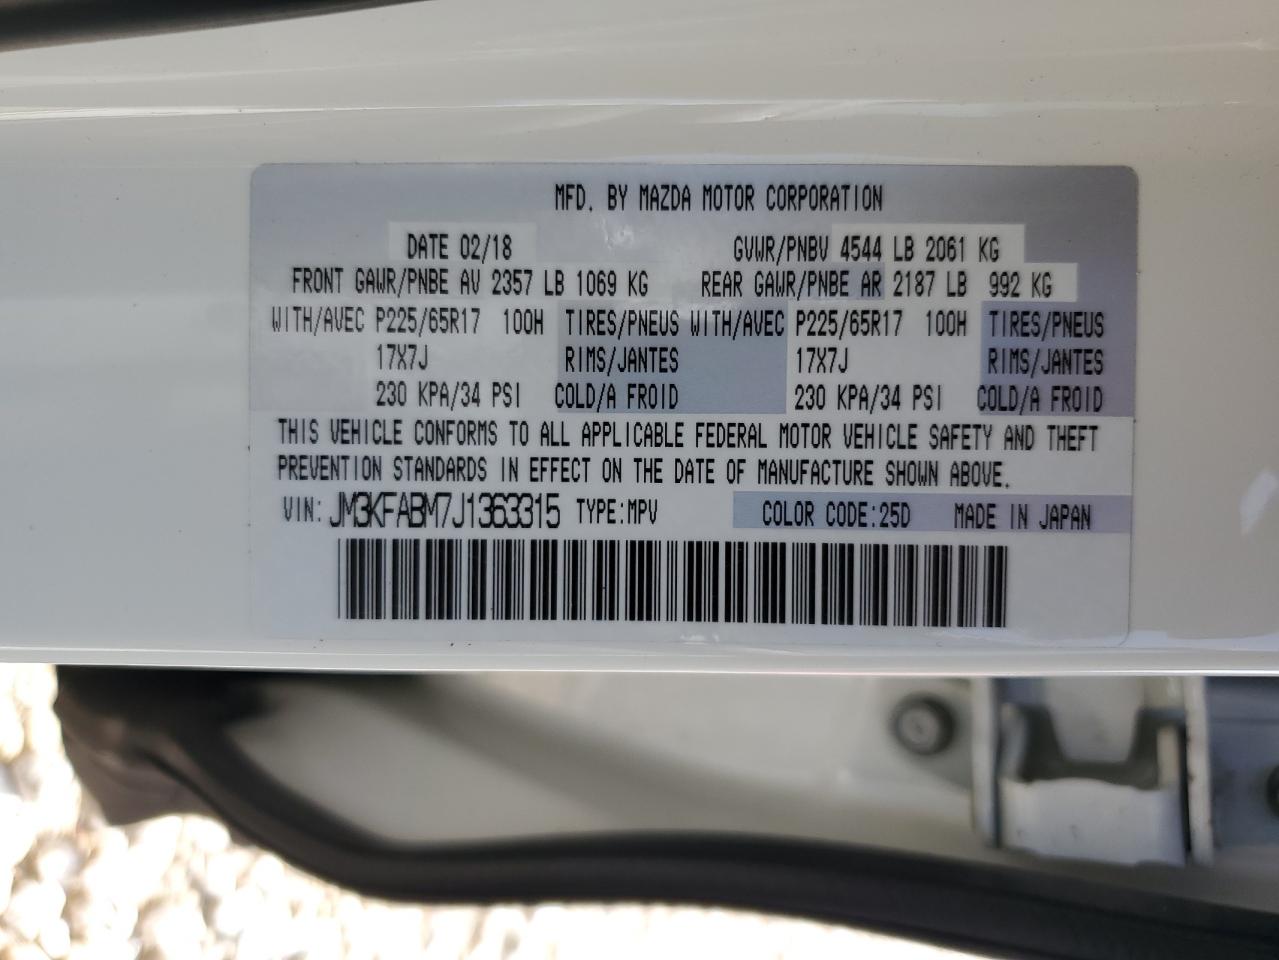 MFD. BY MAZDA MOTOR CORPORATION
DATE 02/18 GVWR/PNBV 4544 LB 2061 KG
FRONT GAWR/PNBE AV 2357 LB 1069 KG REAR GAWR/PNBE AR 2187 LB 992 KG
WITH/AVEC P225/65R17 100H TIRES/PNEUS WITH/AVEC P225/65R17 100H TIRES/PNEUS
17X7J RIMS/JANTES 17X7J RIMS/JANTES
230 KPA/34 PSI COLD/A FROID 230 KPA/34 PSI COLD/A FROID
THIS VEHICLE CONFORMS TO ALL APPLICABLE FEDERAL MOTOR VEHICLE SAFETY AND THEFT
PREVENTION STANDARDS IN EFFECT ON THE DATE OF MANUFACTURE SHOWN ABOVE.
VIN: JM3KFABM7J1363315 TYPE:MPV COLOR CODE:25D MADE IN JAPAN